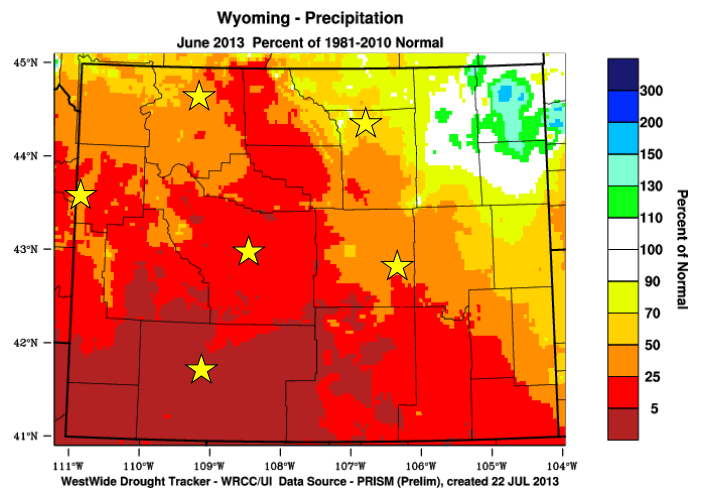 Wyoming - Precipitation
June 2013 Percent of 1981-2010 Normal
45°N
44°N
43°N
42°N
41°N
111°W 110°W 109°W 108°W 107°W 106°W 105°W 104°W
300
200
150
130
110
100
90
70
50
25
5
Percent of Normal
WestWide Drought Tracker - WRCC/UI Data Source - PRISM (Prelim), created 22 JUL 2013